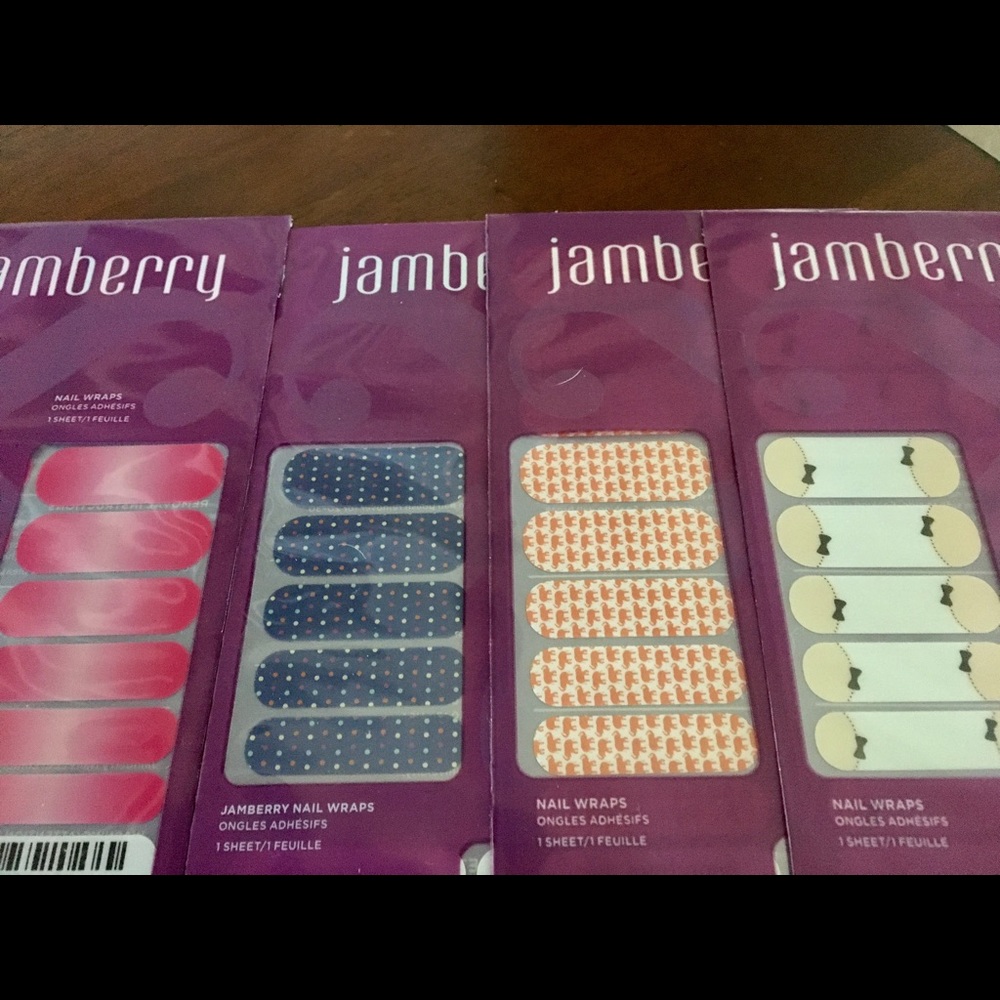 amberry
NAIL WRAPS
ONGLES ADHÉSIFS
1 SHEET/1 FEUILLE
jambe
JAMBERRY NAIL WRAPS
ONGLES ADHÉSIFS
1 SHEET/1 FEUILLE
jambe
NAIL WRAPS
ONGLES ADHÉSIFS
1 SHEET/1 FEUILLE
jambern
NAIL WRAPS
ONGLES ADHÉSIFS
1 SHEET/1 FEUILLE